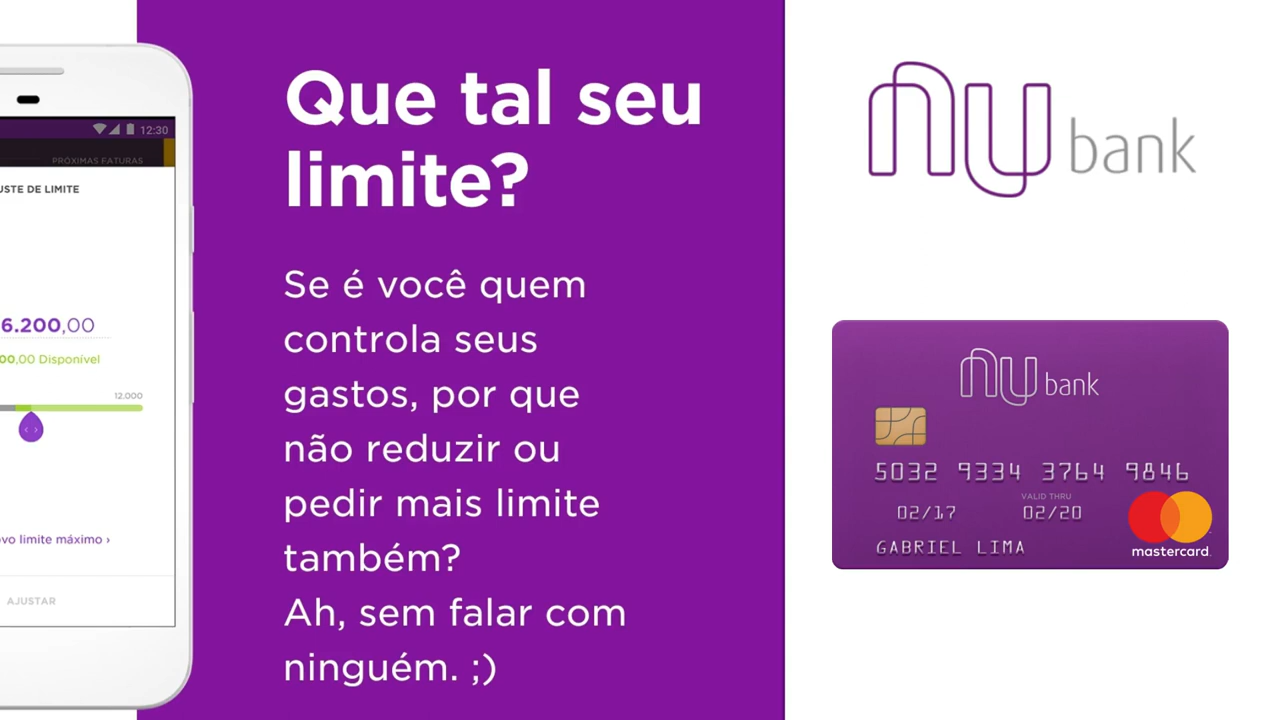 12:30
PRÓXIMAS FATURAS
USTE DE LIMITE
6.200,00
00,00 Disponível
12.000
vo limite máximo ›
AJUSTAR
Que tal seu
limite?
Se é você quem
controla seus
gastos, por que
não reduzir ou
pedir mais limite
também?
Ah, sem falar com
ninguém. ;)
nu bank
nu bank
5032 9334 3764 9846
VALID THRU
02/17 02/20
GABRIEL LIMA
mastercard.